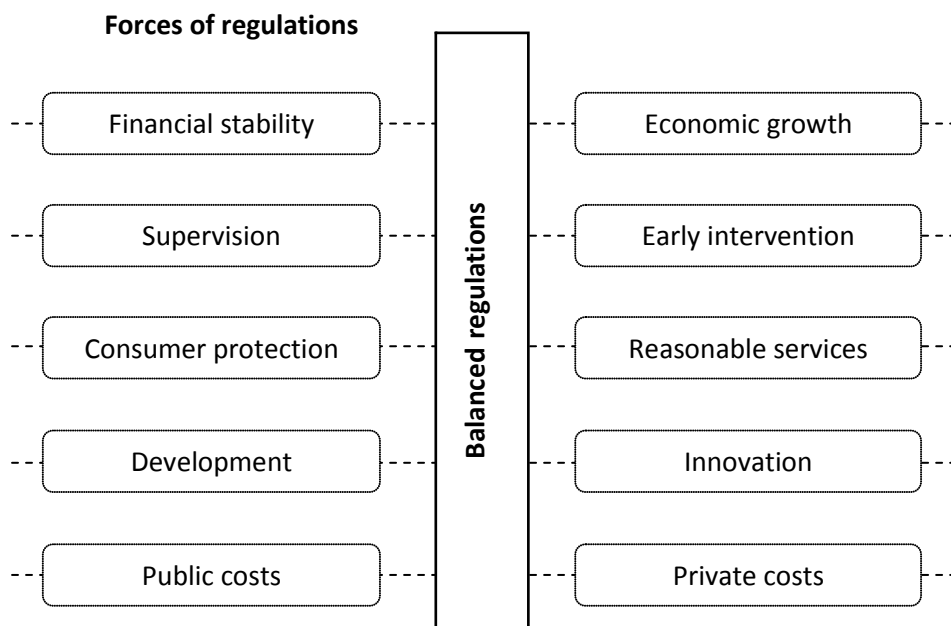 Forces of regulations
Financial stability
Economic growth
Supervision
Early intervention
Consumer protection
Reasonable services
Balanced regulations
Development
Innovation
Public costs
Private costs